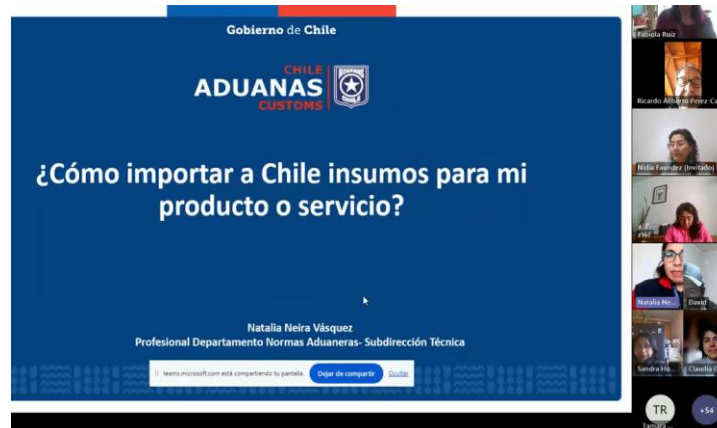 Gobierno de Chile
CHILE
ADUANAS
CUSTOMS
¿Cómo importar a Chile insumos para mi
producto o servicio?
Natalia Neira Vásquez
Profesional Departamento Normas Aduaneras- Subdirección Técnica
teams.microsoft.com está compartiendo tu pantalla.
Dejar de compartir
Ocultar
Fabiola Ruiz
Ricardo Alberto Perez-Ca
Nidia Faundez (Invitado)
Natalia Ne...
David
Sandra Hu...
Claudia
TR
+54
Tamara